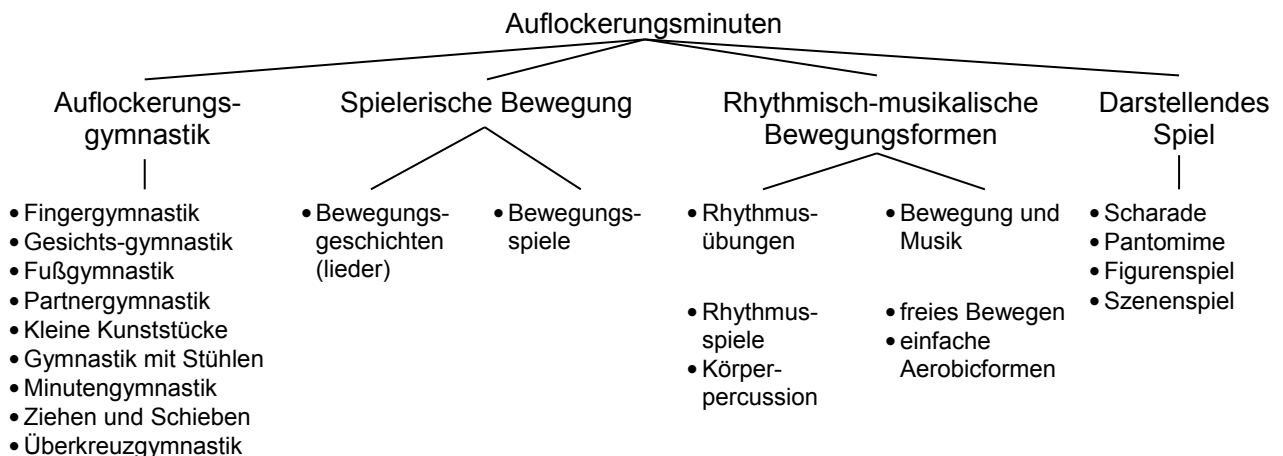 Auflockerungsminuten
Auflockerungs-
gymnastik
• Fingergymnastik
• Gesichts-gymnastik
• Fußgymnastik
• Partnergymnastik
• Kleine Kunststücke
• Gymnastik mit Stühlen
• Minutengymnastik
• Ziehen und Schieben
• Überkreuzgymnastik
Spielerische Bewegung
• Bewegungs-
geschichten
(lieder)
• Bewegungs-
spiele
Rhythmisch-musikalische
Bewegungsformen
• Rhythmus-
übungen
• Rhythmus-
spiele
• Körper-
percussion
• Bewegung und
Musik
• freies Bewegen
• einfache
Aerobicformen
Darstellendes
Spiel
• Scharade
• Pantomime
• Figurenspiel
• Szenenspiel